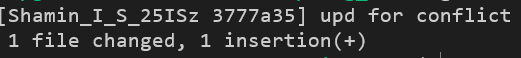 [Shamin_I_S_25ISz 3777a35] upd for conflict
1 file changed, 1 insertion(+)